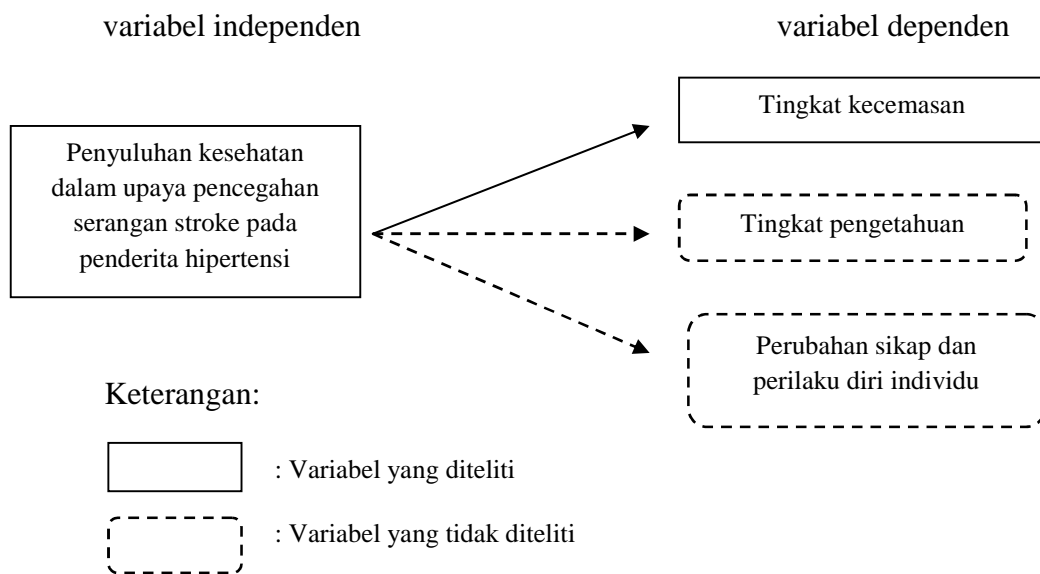 variabel independen
variabel dependen
Penyuluhan kesehatan
dalam upaya pencegahan
serangan stroke pada
penderita hipertensi
Tingkat kecemasan
Tingkat pengetahuan
Perubahan sikap dan
perilaku diri individu
Keterangan:
: Variabel yang diteliti
: Variabel yang tidak diteliti